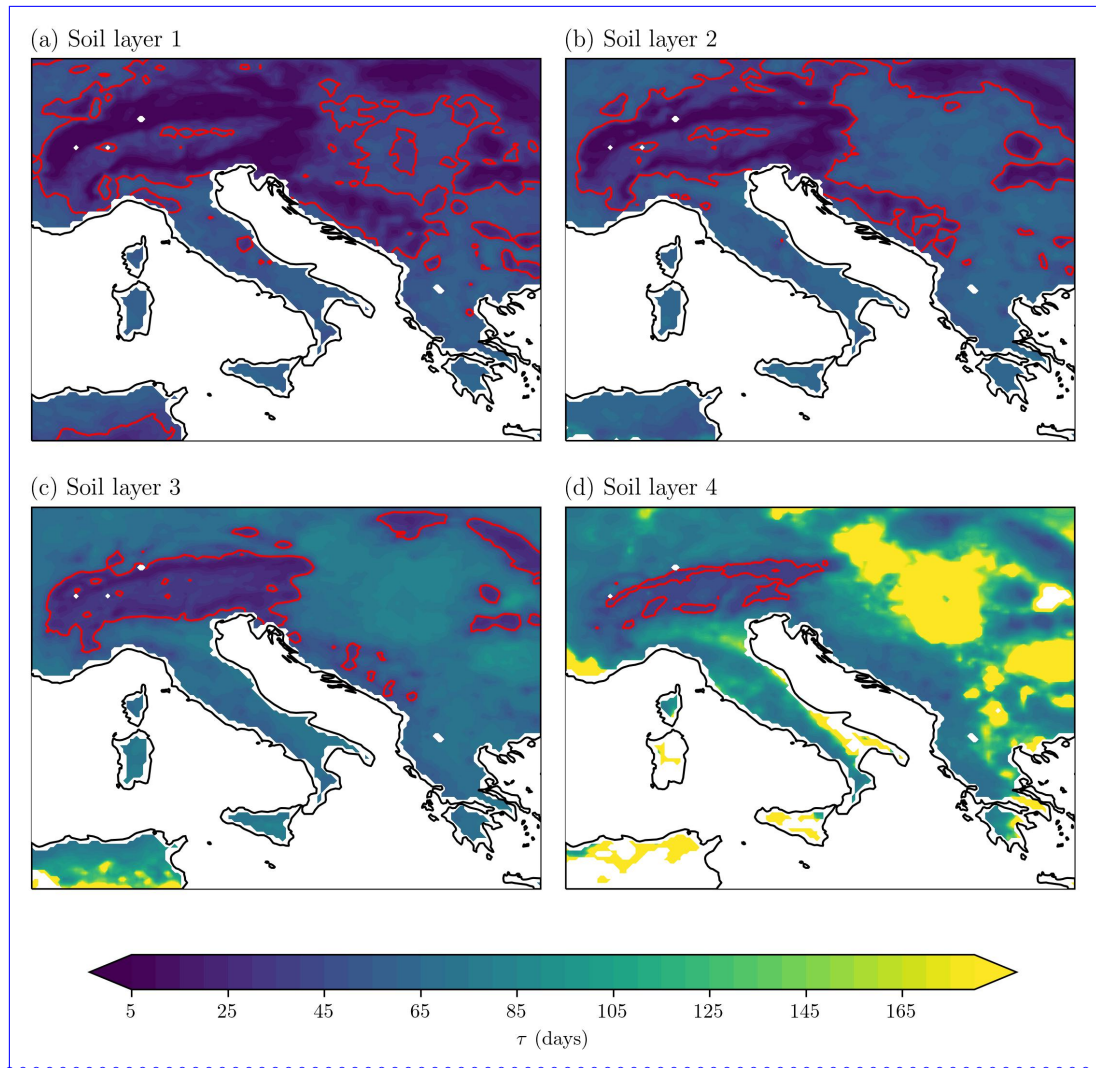 (a) Soil layer 1
(b) Soil layer 2
(c) Soil layer 3
(d) Soil layer 4
5 25 45 65 85 105 125 145 165
τ (days)